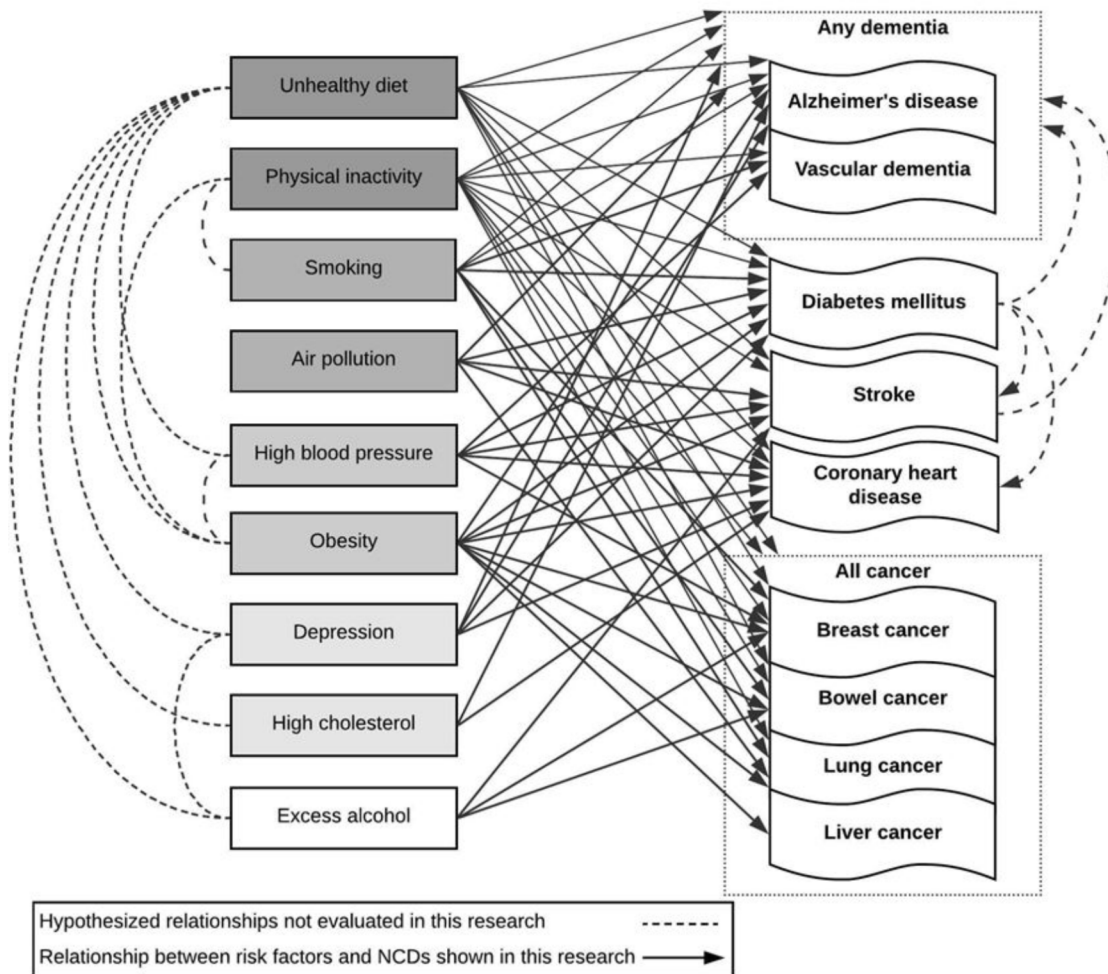 Any dementia
Unhealthy diet
Alzheimer's disease
Physical inactivity
Vascular dementia
Smoking
Diabetes mellitus
Air pollution
Stroke
High blood pressure
Coronary heart
disease
Obesity
All cancer
Depression
Breast cancer
Bowel cancer
High cholesterol
Lung cancer
Excess alcohol
Liver cancer
Hypothesized relationships not evaluated in this research
Relationship between risk factors and NCDs shown in this research